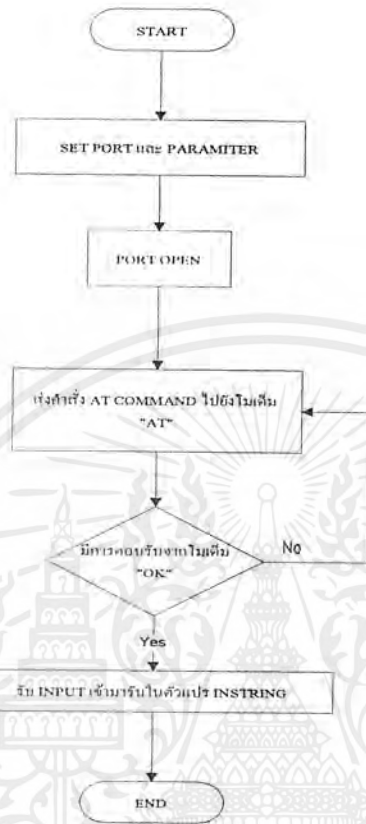 START
SET PORT และ PARAMITER
PORT OPEN
ส่งคำสั่ง AT COMMAND ไปยังโมเด็ม
"AT"
มีการตอบรับจากโมเด็ม
"OK"
No
Yes
รับ INPUT เข้ามารับในตัวแปร INSTRING
END